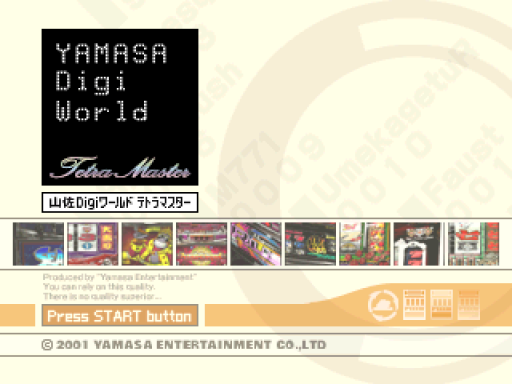 YAMASA
Digi
World
Tetra Master
山佐Digiワールド テトラマスター
Produced by "Yamasa Entertainment"
You can rely on this quality.
There is no quality superior...
Press START button
© 2001 YAMASA ENTERTAINMENT CO.,LTD